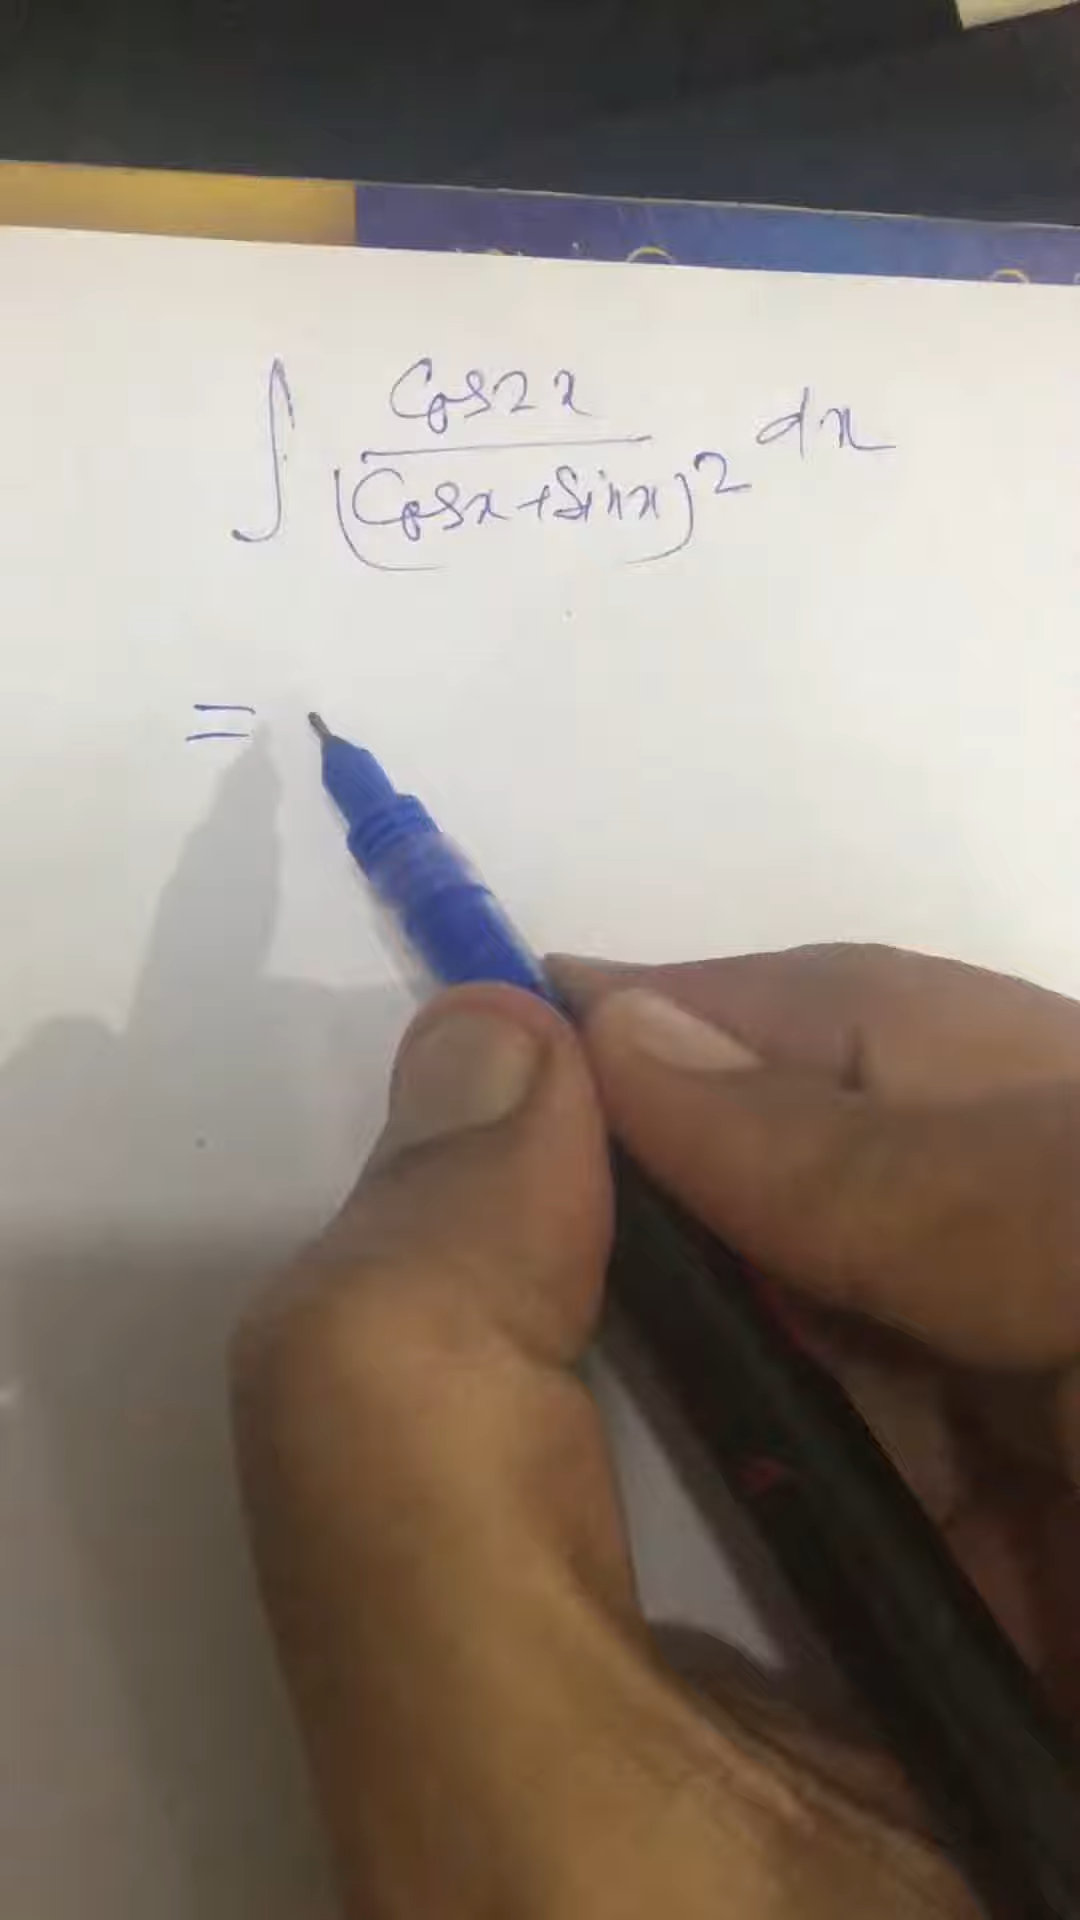 ∫ Cos2x / (Cosx+Sinx)^2 dx
=